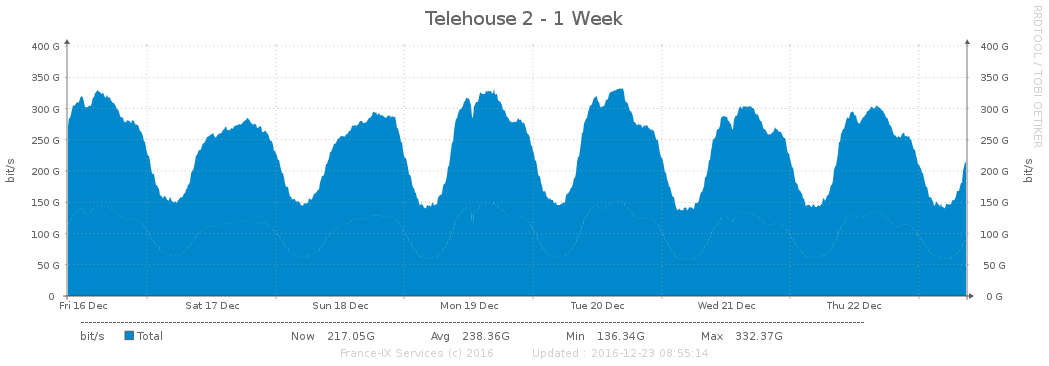 Telehouse 2 - 1 Week
RRDTOOL / TOBI OETIKER
400 G 400 G
350 G 350 G
300 G 300 G
250 G 250 G
200 G 200 G
150 G 150 G
100 G 100 G
50 G 50 G
0 0 G
bit/s bit/s
Fri 16 Dec Sat 17 Dec Sun 18 Dec Mon 19 Dec Tue 20 Dec Wed 21 Dec Thu 22 Dec
bit/s Total Now 217.05G Avg 238.36G Min 136.34G Max 332.37G
France-IX Services (c) 2016 Updated : 2016-12-23 08:55:14